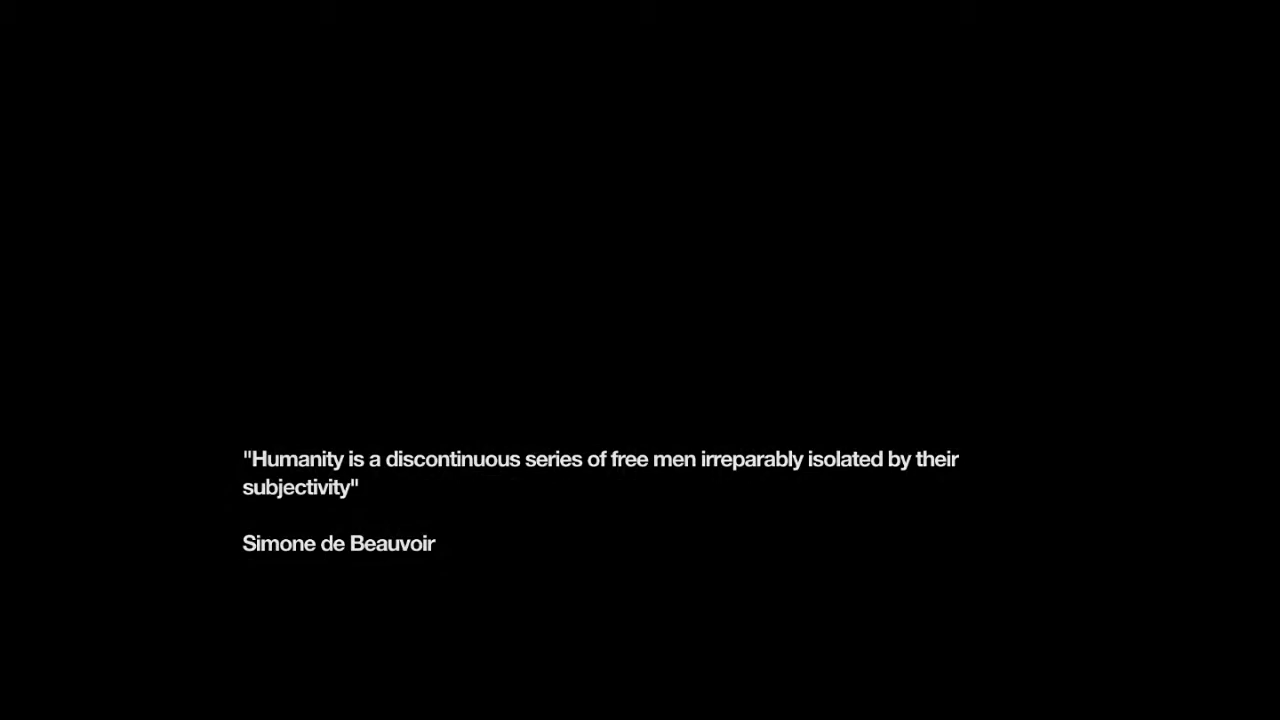 "Humanity is a discontinuous series of free men irreparably isolated by their
subjectivity"
Simone de Beauvoir